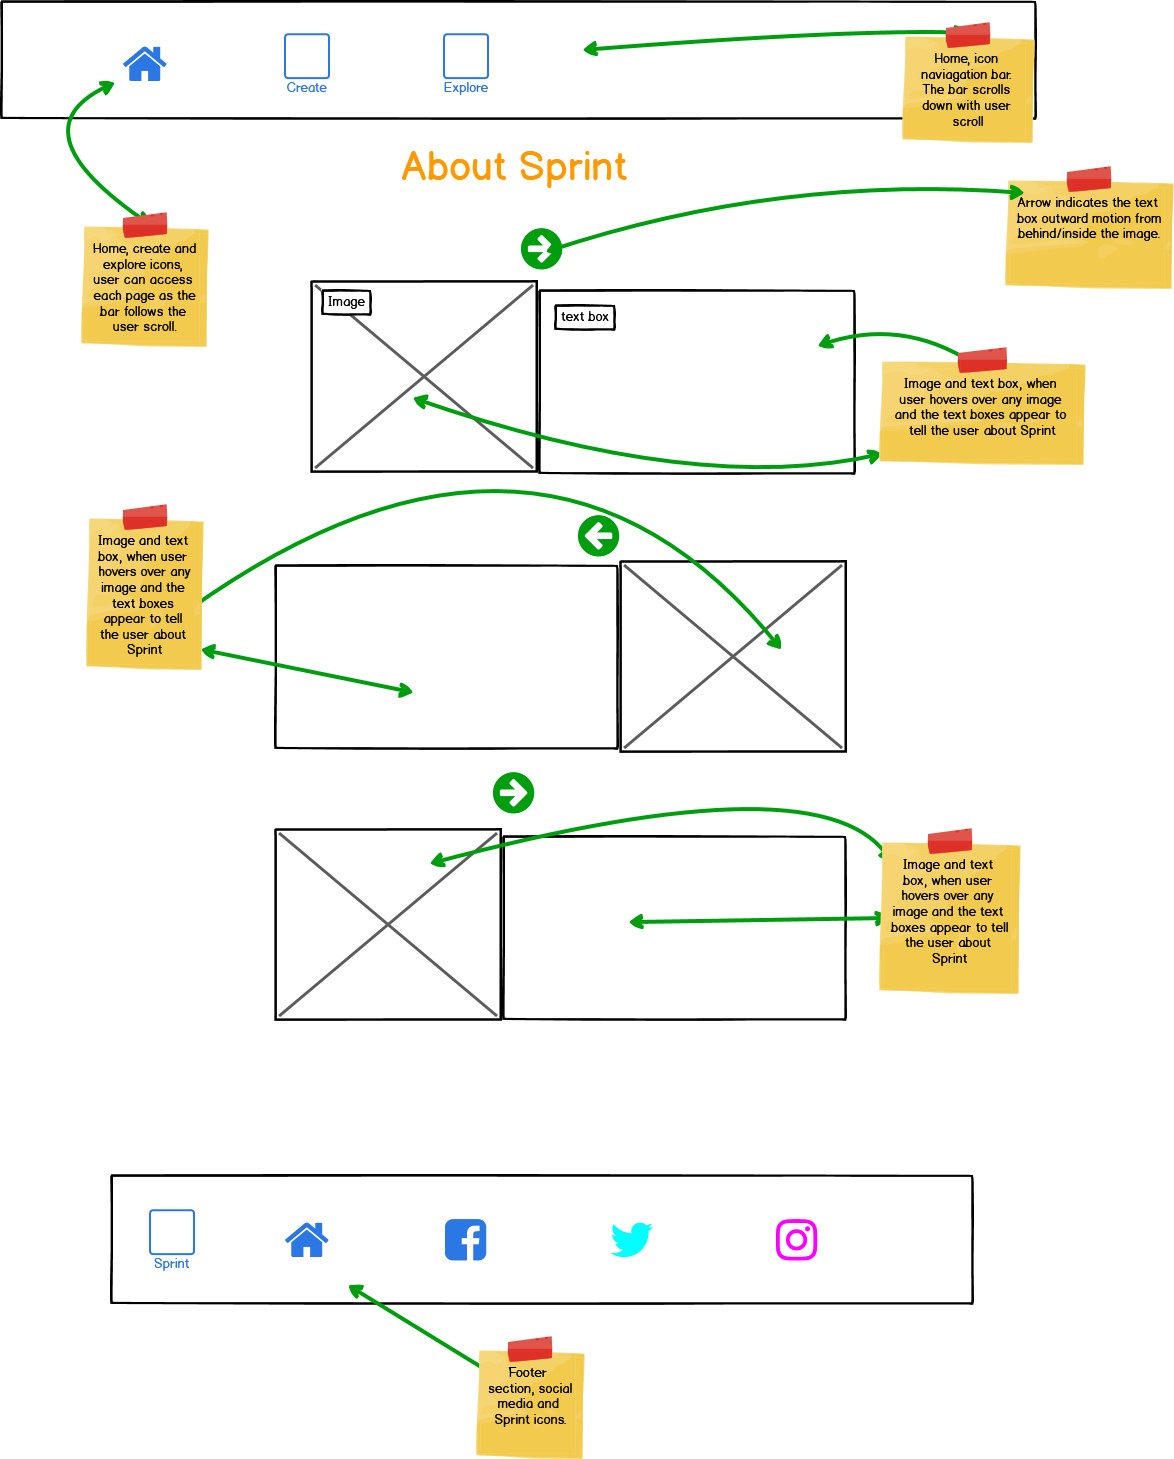 Create
Explore
Home, icon
naviagation bar.
The bar scrolls
down with user
scroll
About Sprint
Arrow indicates the text
box outward motion from
behind/inside the image.
Home, create and
explore icons,
user can access
each page as the
bar follows the
user scroll.
Image
text box
Image and text box, when
user hovers over any image
and the text boxes appear to
tell the user about Sprint
Image and text
box, when user
hovers over any
image and the
text boxes
appear to tell
the user about
Sprint
Image and text
box, when user
hovers over any
image and the text
boxes appear to tell
the user about
Sprint
Sprint
Footer
section, social
media and
Sprint icons.